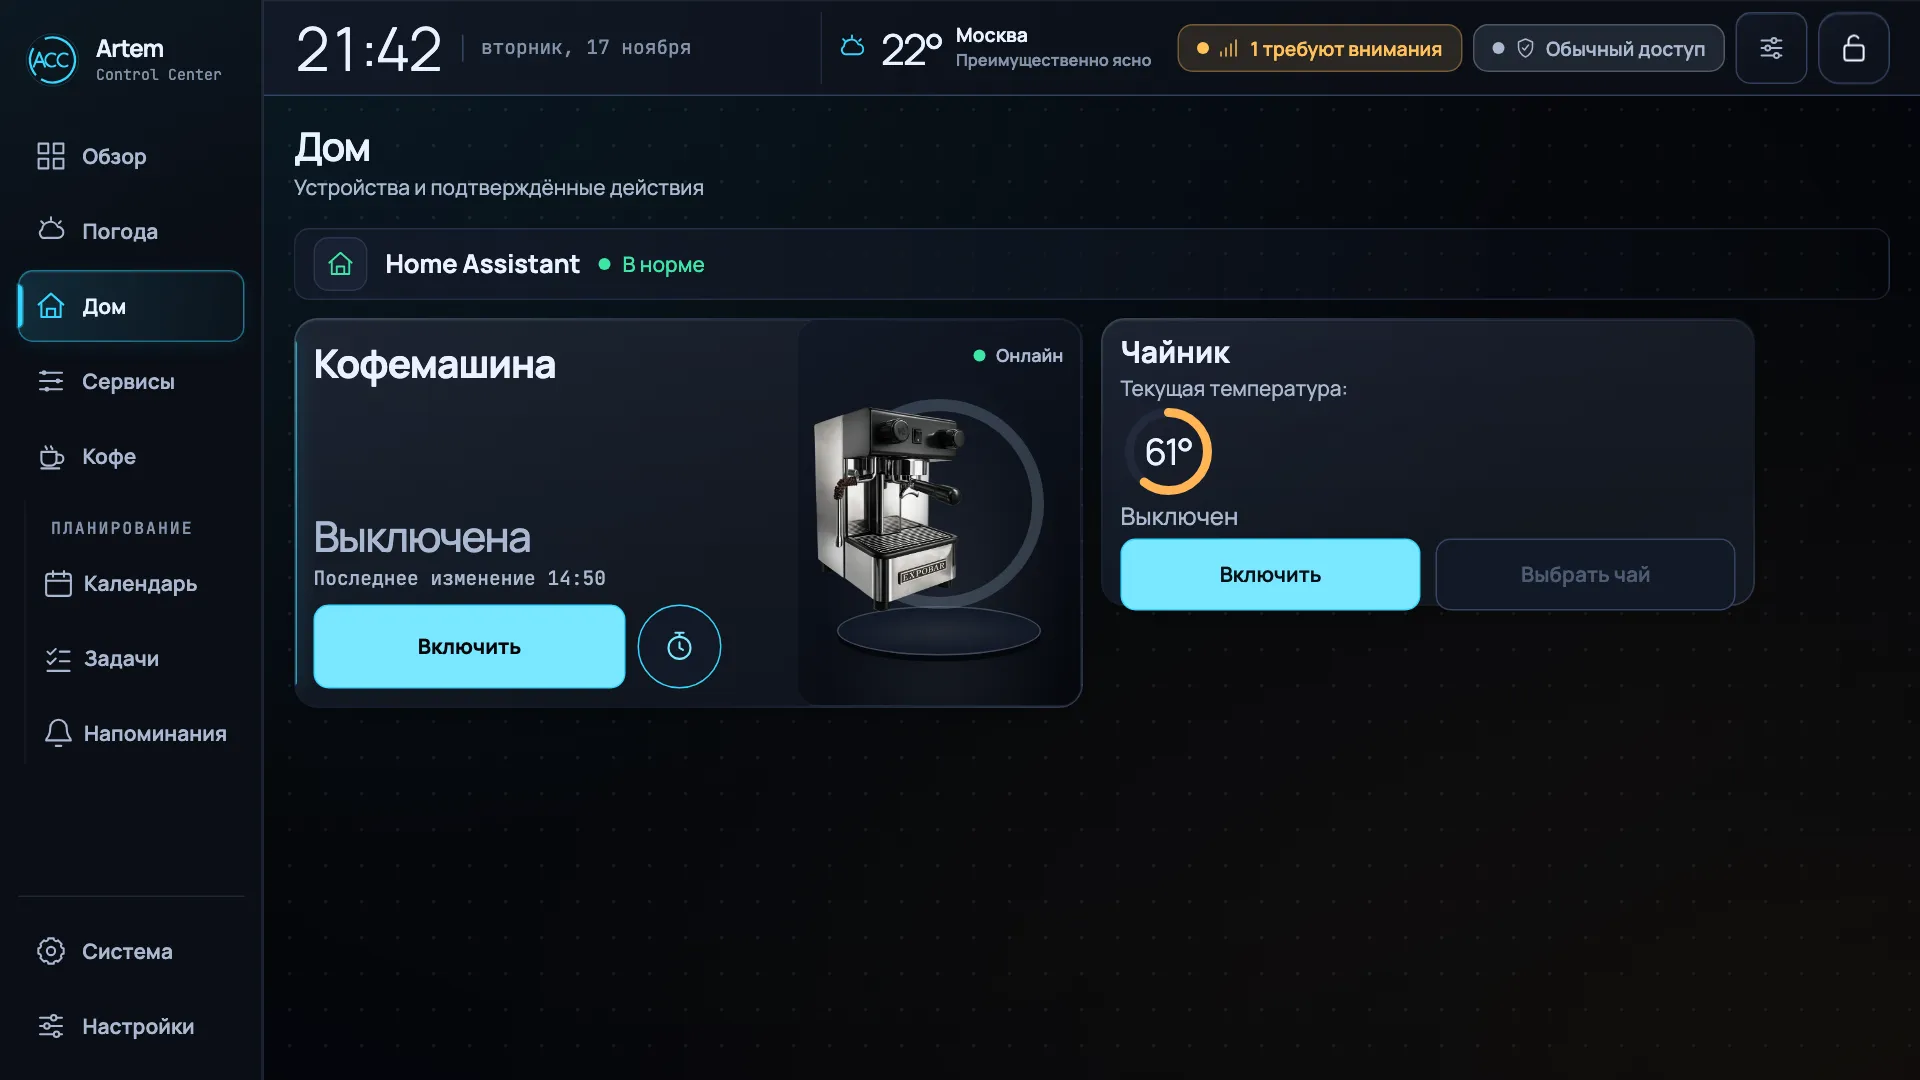 ACC
Artem
Control Center
Обзор
Погода
Дом
Сервисы
Кофе
ПЛАНИРОВАНИЕ
Календарь
Задачи
Напоминания
Система
Настройки
21:42
вторник, 17 ноября
22°
Москва
Преимущественно ясно
1 требуют внимания
Обычный доступ
Дом
Устройства и подтверждённые действия
Home Assistant
В норме
Кофемашина
Онлайн
EXPOBAR
Выключена
Последнее изменение 14:50
Включить
Чайник
Текущая температура:
61°
Выключен
Включить
Выбрать чай